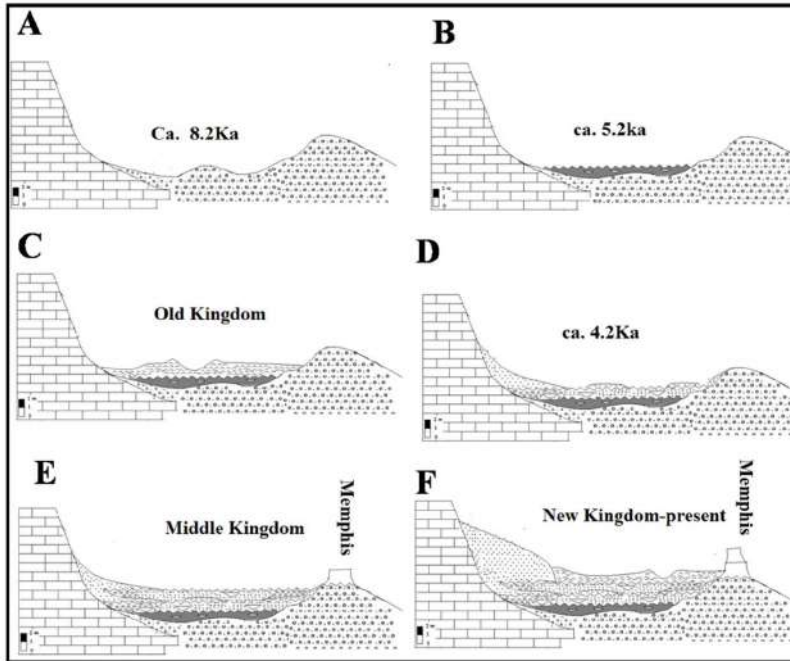 A
Ca. 8.2Ka
B
ca. 5.2ka
C
Old Kingdom
D
ca. 4.2Ka
E
Middle Kingdom
Memphis
F
New Kingdom-present
Memphis